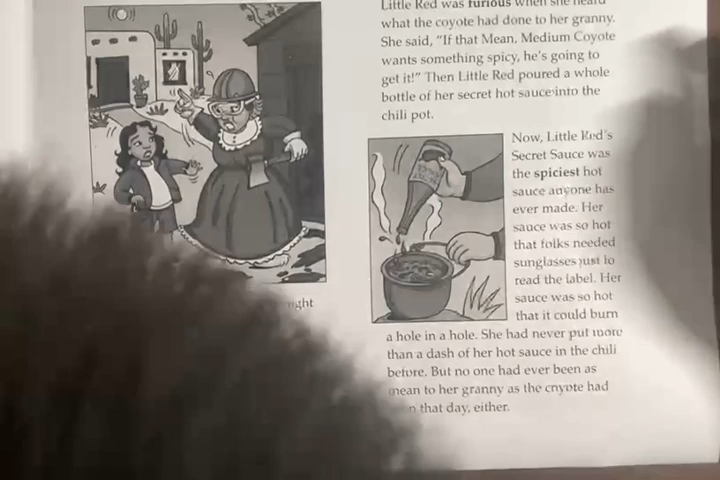 ught
Little Red was furious when she heard
what the coyote had done to her granny.
She said, "If that Mean, Medium Coyote
wants something spicy, he's going to
get it!" Then Little Red poured a whole
bottle of her secret hot sauce into the
chili pot.
Now, Little Red's
Secret Sauce was
the spiciest hot
sauce anyone has
ever made. Her
sauce was so hot
that folks needed
sunglasses just to
read the label. Her
sauce was so hot
that it could burn
a hole in a hole. She had never put more
than a dash of her hot sauce in the chili
before. But no one had ever been as
mean to her granny as the coyote had
that day, either.